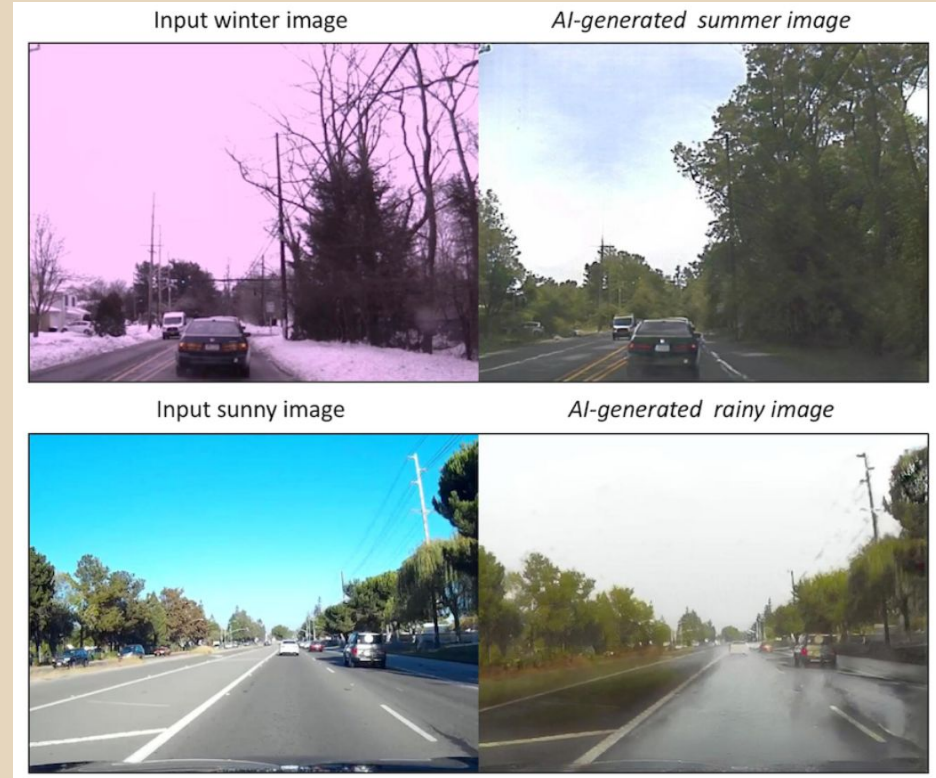 Input winter image
AI-generated summer image
Input sunny image
AI-generated rainy image